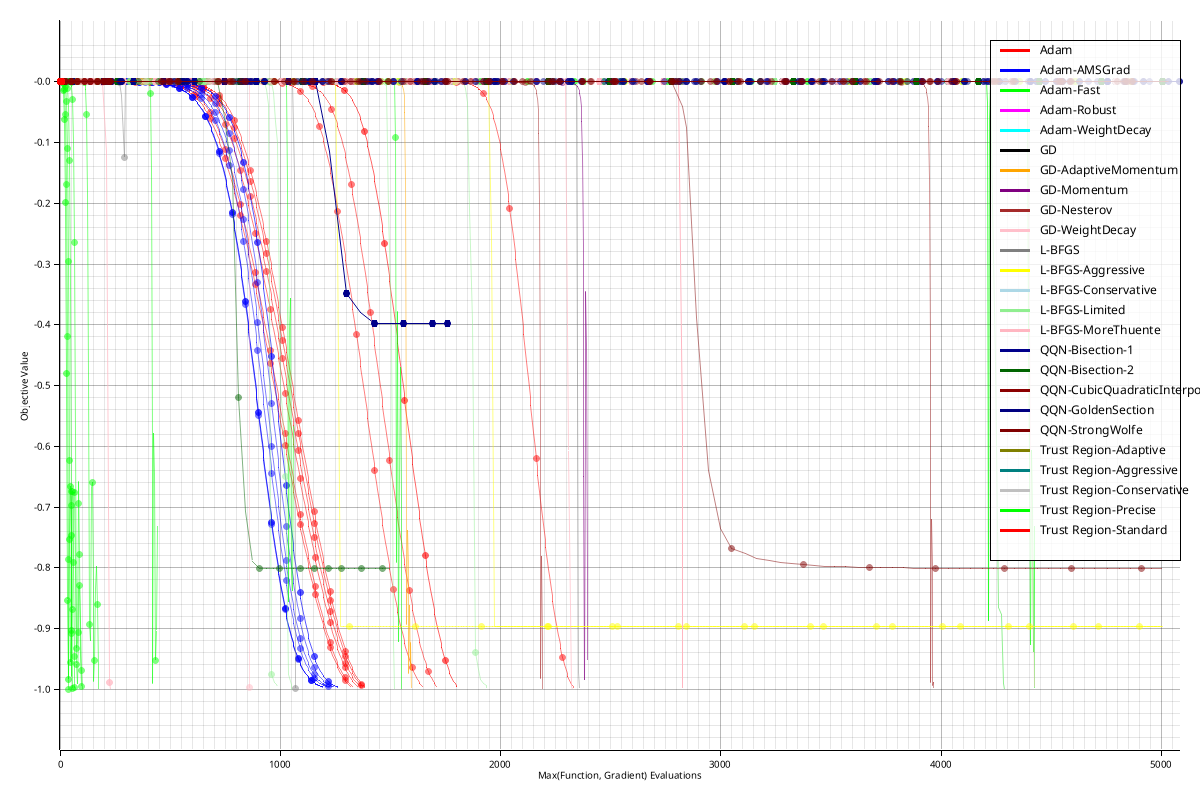 -0.0
-0.1
-0.2
-0.3
-0.4
-0.5
-0.6
-0.7
-0.8
-0.9
-1.0
Objective Value
0
1000
2000
3000
4000
5000
Max(Function, Gradient) Evaluations
Adam
Adam-AMSGrad
Adam-Fast
Adam-Robust
Adam-WeightDecay
GD
GD-AdaptiveMomentum
GD-Momentum
GD-Nesterov
GD-WeightDecay
L-BFGS
L-BFGS-Aggressive
L-BFGS-Conservative
L-BFGS-Limited
L-BFGS-MoreThuente
QQN-Bisection-1
QQN-Bisection-2
QQN-CubicQuadraticInterpo
QQN-GoldenSection
QQN-StrongWolfe
Trust Region-Adaptive
Trust Region-Aggressive
Trust Region-Conservative
Trust Region-Precise
Trust Region-Standard